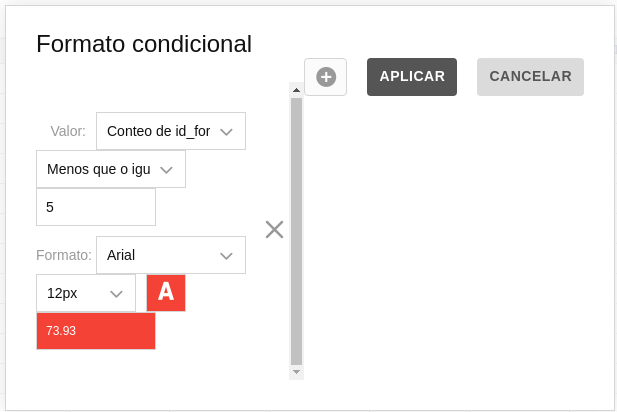 Formato condicional
APLICAR
CANCELAR
Valor:
Conteo de id_for
Menos que o igu
5
Formato:
Arial
12px
A
73.93